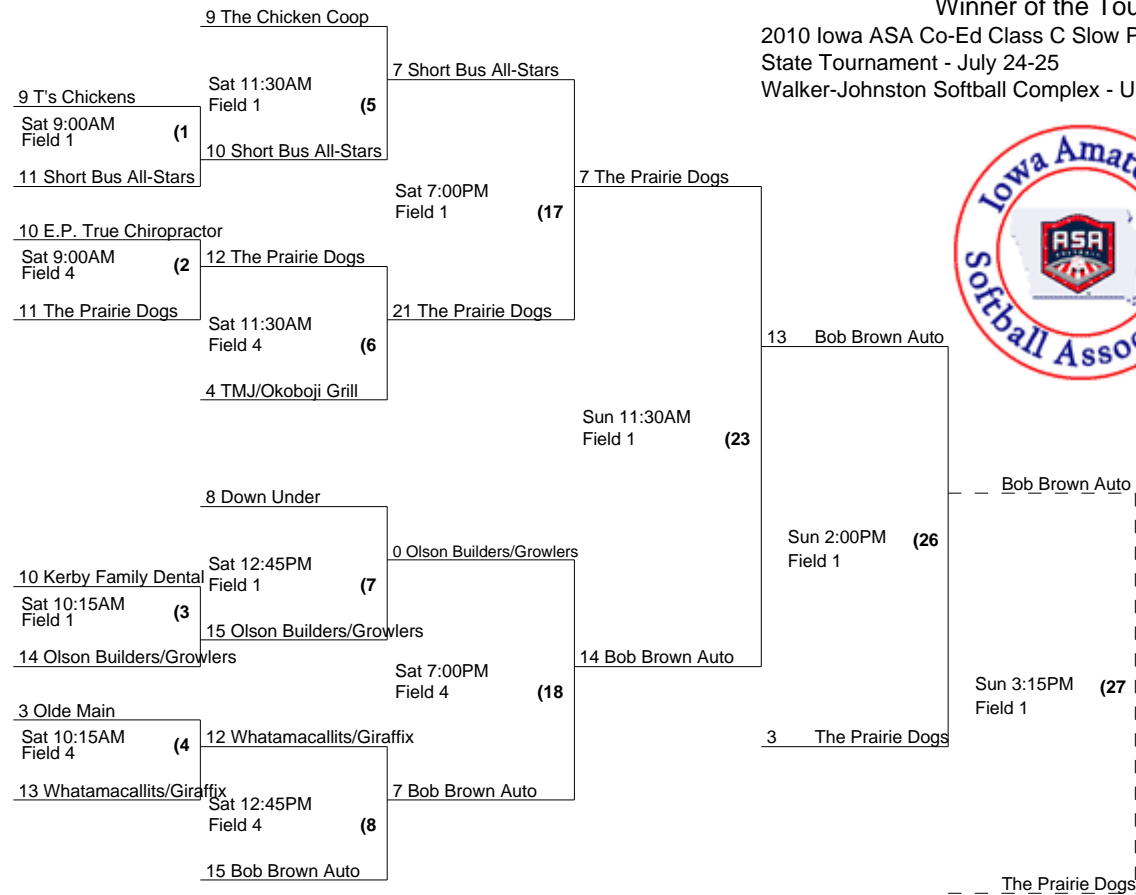 Winner of the Tou
2010 Iowa ASA Co-Ed Class C Slow P
State Tournament - July 24-25
Walker-Johnston Softball Complex - U
Iowa Amate
ASA
SOFTBALL
Softball Assoc
9 The Chicken Coop
Sat 11:30AM
Field 1 (5
7 Short Bus All-Stars
9 T's Chickens
Sat 9:00AM
Field 1 (1
10 Short Bus All-Stars
11 Short Bus All-Stars
Sat 7:00PM
Field 1 (17
7 The Prairie Dogs
10 E.P. True Chiropractor
Sat 9:00AM
Field 4 (2
12 The Prairie Dogs
11 The Prairie Dogs
21 The Prairie Dogs
Sat 11:30AM
Field 4 (6
4 TMJ/Okoboji Grill
13 Bob Brown Auto
Sun 11:30AM
Field 1 (23
8 Down Under
Bob Brown Auto
Sun 2:00PM (26
Field 1
0 Olson Builders/Growlers
Sat 12:45PM
Field 1 (7
10 Kerby Family Dental
Sat 10:15AM
Field 1 (3
15 Olson Builders/Growlers
14 Olson Builders/Growlers
Sat 7:00PM
Field 4 (18
14 Bob Brown Auto
Sun 3:15PM (27
Field 1
3 Olde Main
Sat 10:15AM
Field 4 (4
12 Whatamacallits/Giraffix
3 The Prairie Dogs
13 Whatamacallits/Giraffix
7 Bob Brown Auto
Sat 12:45PM
Field 4 (8
15 Bob Brown Auto
The Prairie Dogs